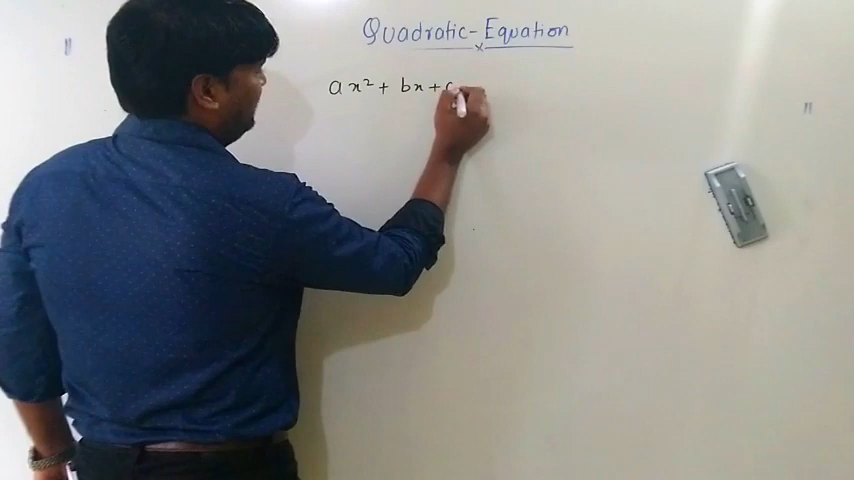 Quadratic-Equation
ax² + bx + c